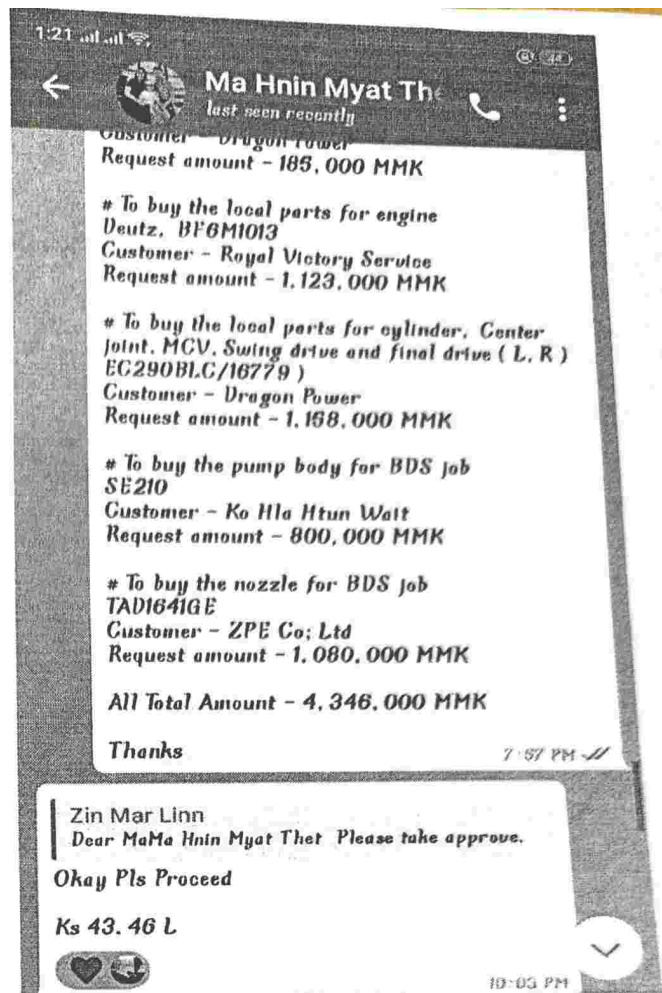 1:21
44
Ma Hnin Myat The
last seen recently
Customer - Dragon Power
Request amount - 185,000 MMK
# To buy the local parts for engine
Deutz, BF6M1013
Customer - Royal Victory Service
Request amount - 1,123,000 MMK
# To buy the local parts for cylinder, Center
joint, MCV, Swing drive and final drive ( L, R )
EC290BLC/16779 )
Customer - Dragon Power
Request amount - 1,158,000 MMK
# To buy the pump body for BDS job
SE210
Customer - Ko Hla Htun Wait
Request amount - 800,000 MMK
# To buy the nozzle for BDS job
TAD1641GE
Customer - ZPE Co; Ltd
Request amount - 1,080,000 MMK
All Total Amount - 4,346,000 MMK
Thanks
7:57 PM
Zin Mar Linn
Dear MaMa Hnin Myat Thet Please take approve.
Okay Pls Proceed
Ks 43.46 L
10:03 PM